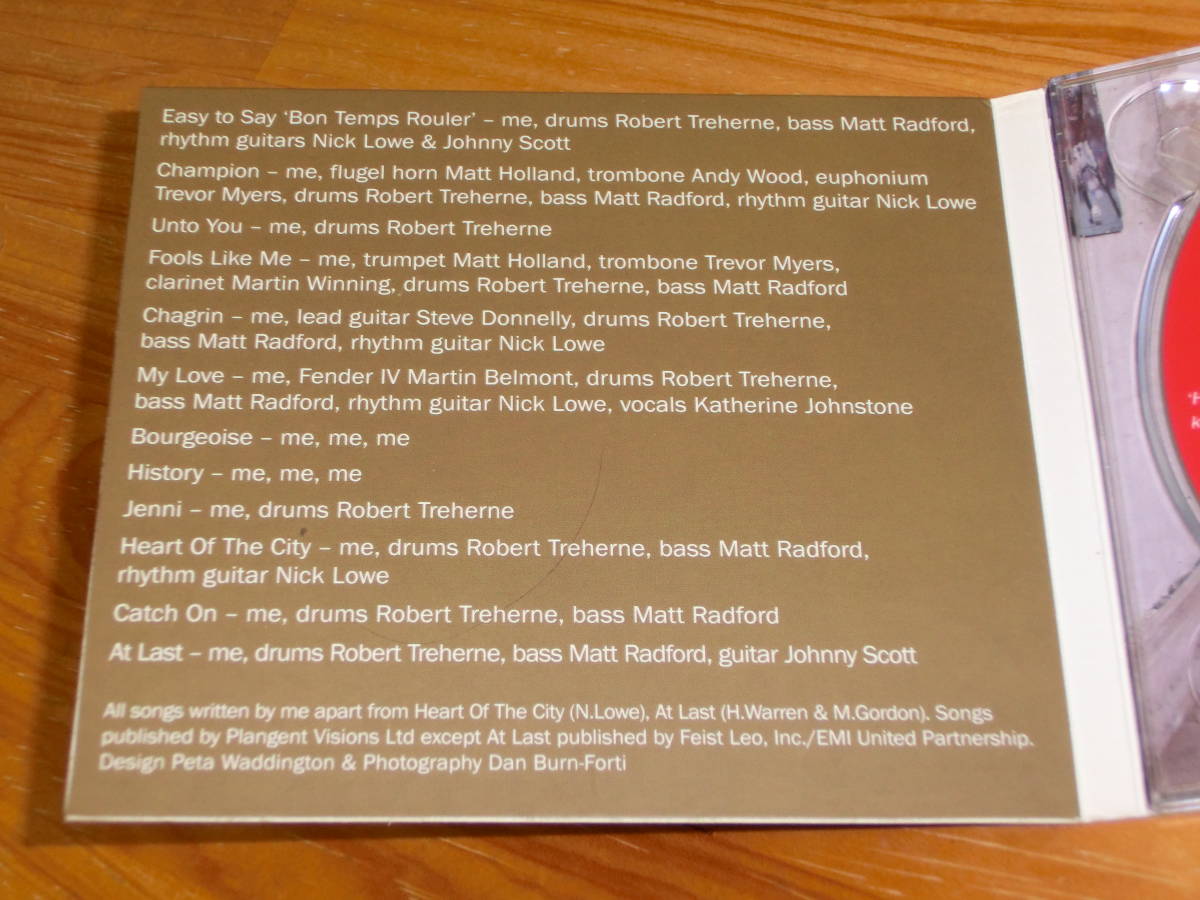 Easy to Say ‘Bon Temps Rouler’ – me, drums Robert Treherne, bass Matt Radford,
rhythm guitars Nick Lowe & Johnny Scott
Champion – me, flugel horn Matt Holland, trombone Andy Wood, euphonium
Trevor Myers, drums Robert Treherne, bass Matt Radford, rhythm guitar Nick Lowe
Unto You – me, drums Robert Treherne
Fools Like Me – me, trumpet Matt Holland, trombone Trevor Myers,
clarinet Martin Winning, drums Robert Treherne, bass Matt Radford
Chagrin – me, lead guitar Steve Donnelly, drums Robert Treherne,
bass Matt Radford, rhythm guitar Nick Lowe
My Love – me, Fender IV Martin Belmont, drums Robert Treherne,
bass Matt Radford, rhythm guitar Nick Lowe, vocals Katherine Johnstone
Bourgeoise – me, me, me
History – me, me, me
Jenni – me, drums Robert Treherne
Heart Of The City – me, drums Robert Treherne, bass Matt Radford,
rhythm guitar Nick Lowe
Catch On – me, drums Robert Treherne, bass Matt Radford
At Last – me, drums Robert Treherne, bass Matt Radford, guitar Johnny Scott
All songs written by me apart from Heart Of The City (N.Lowe), At Last (H.Warren & M.Gordon). Songs
published by Plangent Visions Ltd except At Last published by Feist Leo, Inc./EMI United Partnership.
Design Peta Waddington & Photography Dan Burn-Forti